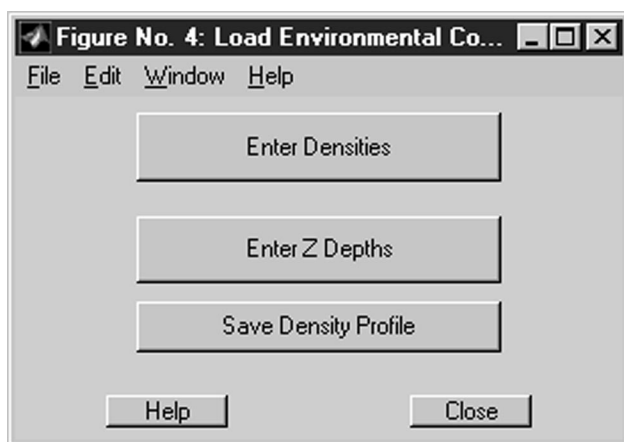 Figure No. 4: Load Environmental Co...
File Edit Window Help
Enter Densities
Enter Z Depths
Save Density Profile
Help Close